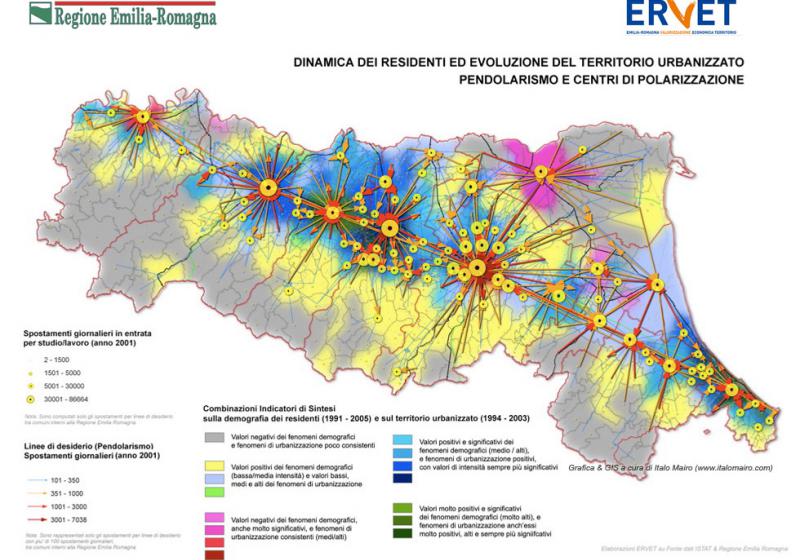 Regione Emilia-Romagna
ERVET
EMILIA-ROMAGNA VALORIZZAZIONE ECONOMICA TERRITORIO
DINAMICA DEI RESIDENTI ED EVOLUZIONE DEL TERRITORIO URBANIZZATO
PENDOLARISMO E CENTRI DI POLARIZZAZIONE
Spostamenti giornalieri in entrata
per studio/lavoro (anno 2001)
2 - 1500
1501 - 5000
5001 - 30000
30001 - 86664
Nota. Sono computati solo gli spostamenti per linee di desiderio
tra comuni interni alla Regione Emilia Romagna
Linee di desiderio (Pendolarismo)
Spostamenti giornalieri (anno 2001)
101 - 350
351 - 1000
1001 - 3000
3001 - 7038
Nota. Sono rappresentati solo gli spostamenti per linee di desiderio
con piu' di 100 spostamenti giornalieri,
tra comuni interni alla Regione Emilia Romagna
Combinazioni Indicatori di Sintesi
sulla demografia dei residenti (1991 - 2005) e sul territorio urbanizzato (1994 - 2003)
Valori negativi dei fenomeni demografici
e fenomeni di urbanizzazione poco consistenti
Valori positivi dei fenomeni demografici
(bassa/media intensità) e valori bassi,
medi e alti dei fenomeni di urbanizzazione
Valori negativi dei fenomeni demografici,
anche molto significativi, e fenomeni di
urbanizzazione consistenti (medi/alti)
Valori positivi e significativi dei
fenomeni demografici (medio / alti),
e fenomeni di urbanizzazione positivi,
con valori di intensità sempre più significativi
Valori molto positivi e significativi
dei fenomeni demografici (molto alti), e
fenomeni di urbanizzazione anch'essi
molto positivi, alti e sempre più significativi
Grafica & GIS a cura di Italo Mairo (www.italomairo.com)
Elaborazioni ERVET su Fonte dati ISTAT & Regione Emilia Romagna